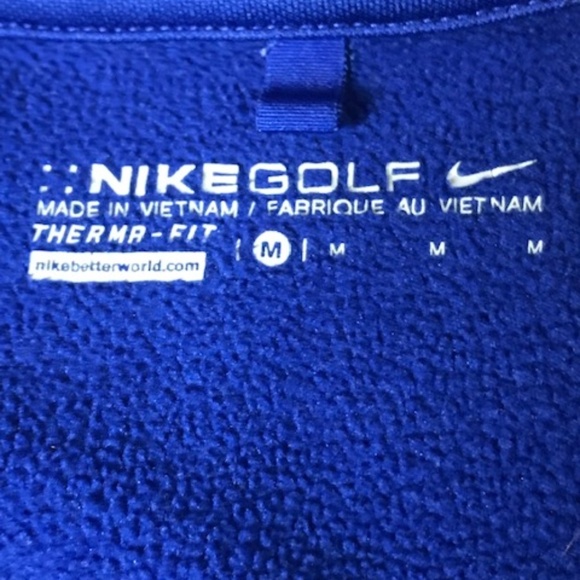 NIKEGOLF
MADE IN VIETNAM / FABRIQUE AU VIETNAM
THERMA-FIT | M | M M M
nikebetterworld.com